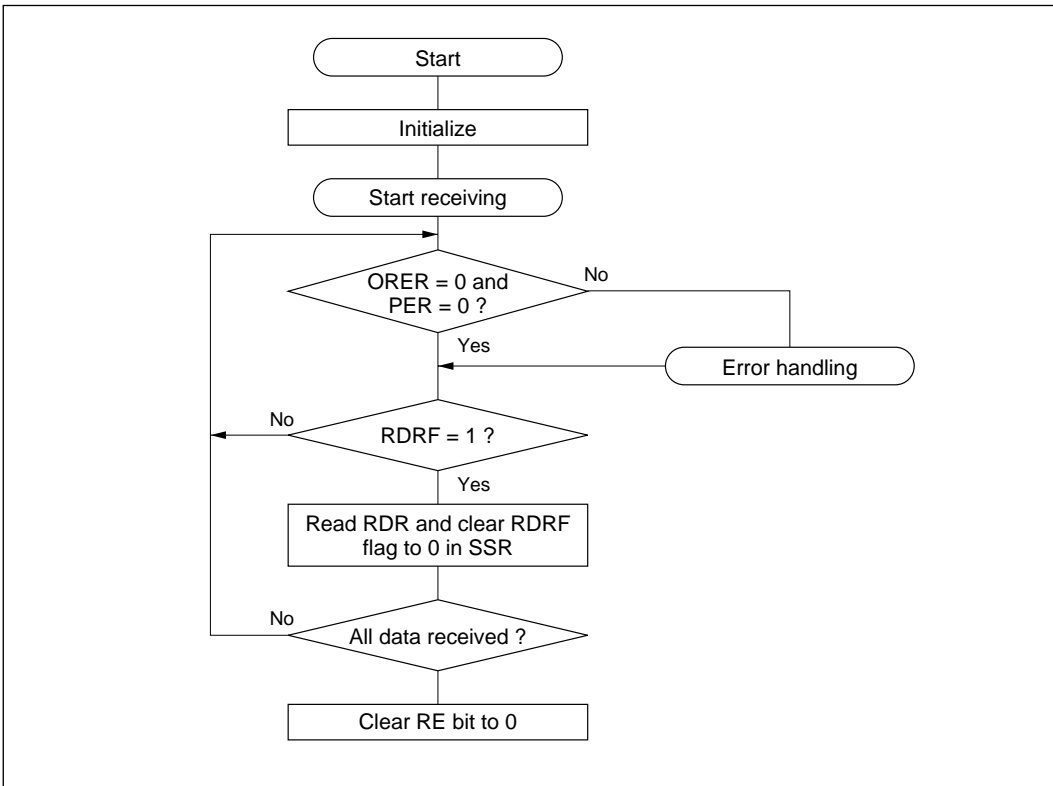 Start
Initialize
Start receiving
ORER = 0 and
PER = 0 ?
No
Yes
Error handling
No
RDRF = 1 ?
Yes
Read RDR and clear RDRF
flag to 0 in SSR
No
All data received ?
Clear RE bit to 0